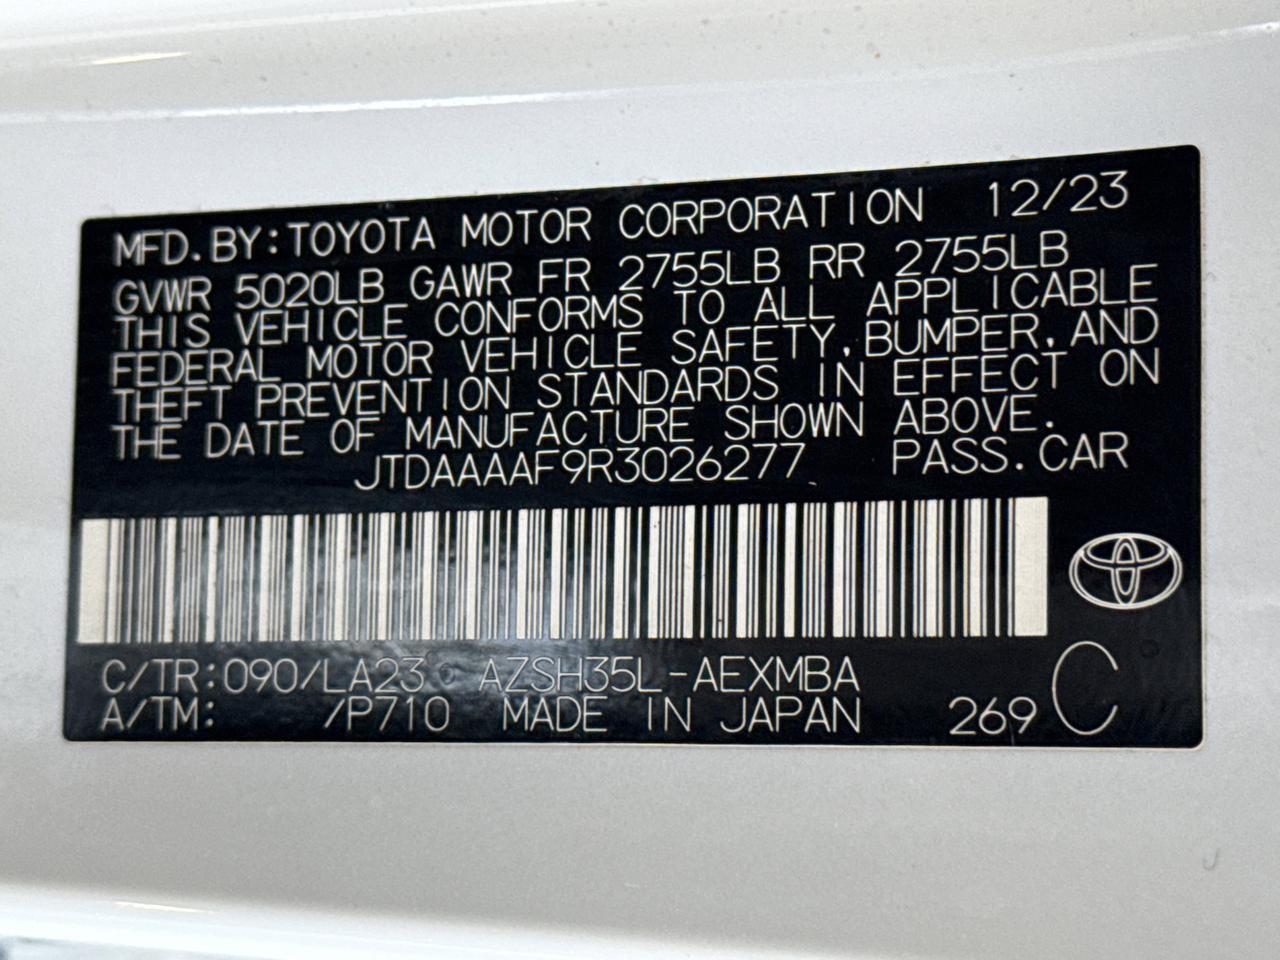 MFD.BY:TOYOTA MOTOR CORPORATION 12/23
GVWR 5020LB GAWR FR 2755LB RR 2755LB
THIS VEHICLE CONFORMS TO ALL APPLICABLE
FEDERAL MOTOR VEHICLE SAFETY,BUMPER,AND
THEFT PREVENTION STANDARDS IN EFFECT ON
THE DATE OF MANUFACTURE SHOWN ABOVE.
JTDAAAAF9R3026277 PASS.CAR
C/TR:090/LA23 AZSH35L-AEXMBA
A/TM: /P710 MADE IN JAPAN 269 C